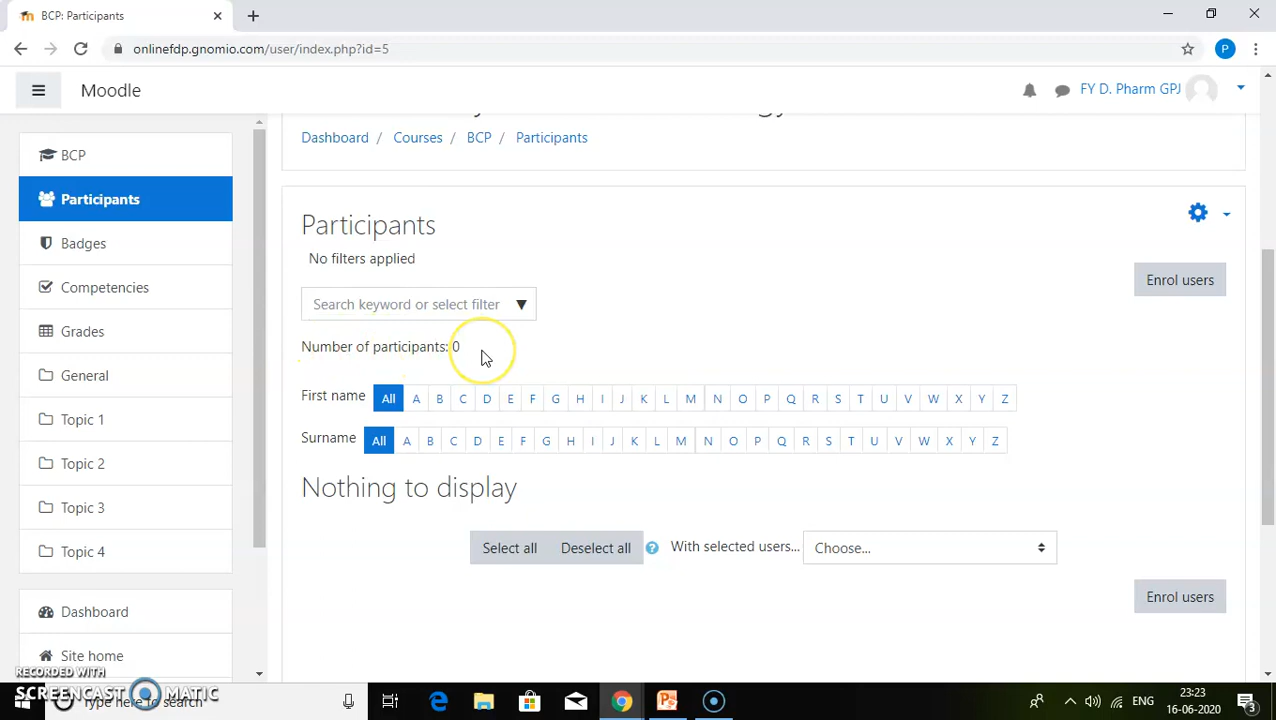 BCP: Participants
onlinefdp.gnomio.com/user/index.php?id=5
P
Moodle
FY D. Pharm GPJ
Dashboard / Courses / BCP / Participants
BCP
Participants
Badges
Competencies
Grades
General
Topic 1
Topic 2
Topic 3
Topic 4
Dashboard
Site home
Participants
No filters applied
Enrol users
Search keyword or select filter ▼
Number of participants: 0
First name All A B C D E F G H I J K L M N O P Q R S T U V W X Y Z
Surname All A B C D E F G H I J K L M N O P Q R S T U V W X Y Z
Nothing to display
Select all Deselect all ? With selected users... Choose...
Enrol users
RECORDED WITH
SCREENCAST MATIC
Type here to search
ENG
23:23
16-06-2020
3